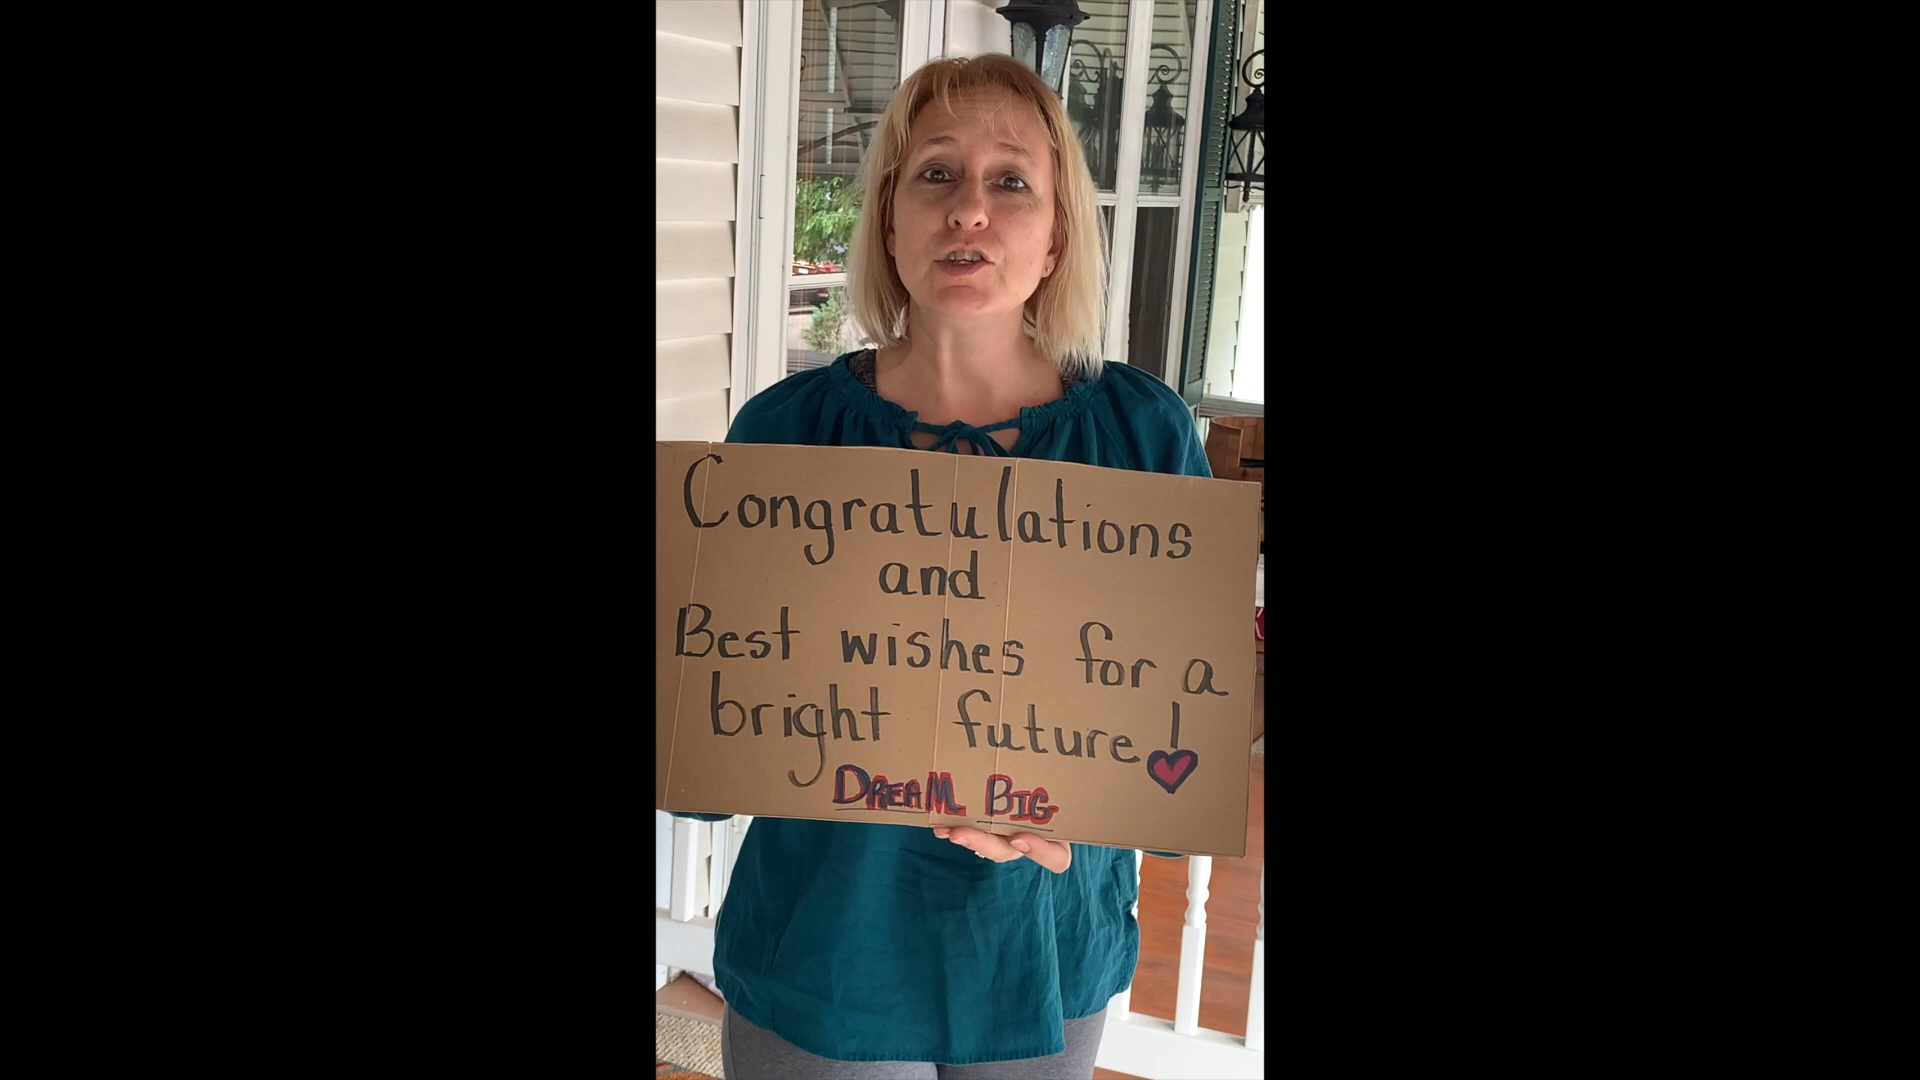 Congratulations
and
Best wishes for a
bright future!
DREAM BIG